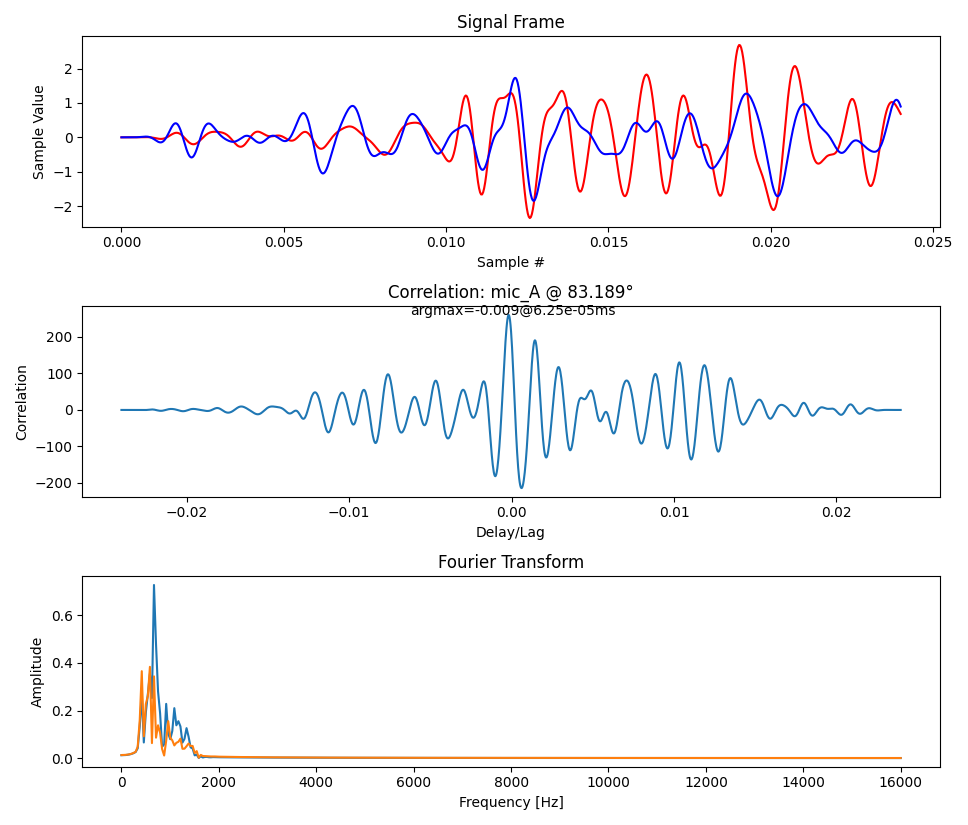 Signal Frame
Sample Value
2
1
0
−1
−2
0.000 0.005 0.010 0.015 0.020 0.025
Sample #
Correlation: mic_A @ 83.189°
argmax=-0.009@6.25e-05ms
Correlation
200
100
0
−100
−200
−0.02 −0.01 0.00 0.01 0.02
Delay/Lag
Fourier Transform
Amplitude
0.6
0.4
0.2
0.0
0 2000 4000 6000 8000 10000 12000 14000 16000
Frequency [Hz]